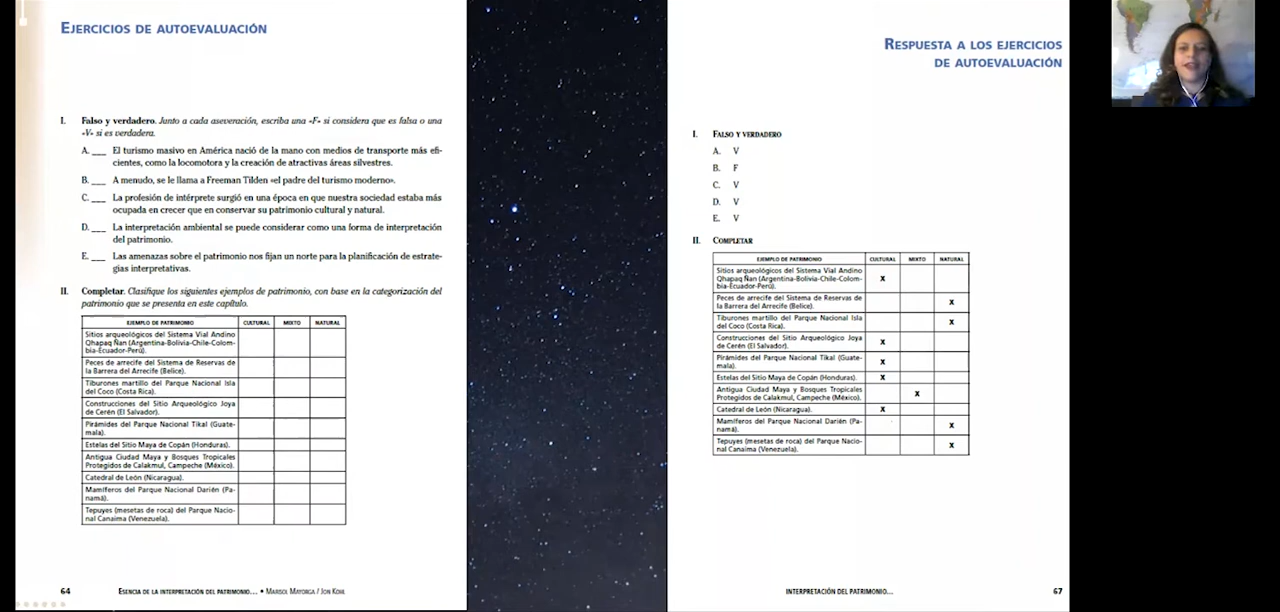 EJERCICIOS DE AUTOEVALUACIÓN
I. Falso y verdadero. Junto a cada aseveración, escriba una «F» si considera que es falsa o una
«V» si es verdadera.
A. ___ El turismo masivo en América nació de la mano con medios de transporte más efi-
cientes, como la locomotora y la creación de atractivas áreas silvestres.
B. ___ A menudo, se le llama a Freeman Tilden «el padre del turismo moderno».
C. ___ La profesión de intérprete surgió en una época en que nuestra sociedad estaba más
ocupada en crecer que en conservar su patrimonio cultural y natural.
D. ___ La interpretación ambiental se puede considerar como una forma de interpretación
del patrimonio.
E. ___ Las amenazas sobre el patrimonio nos fijan un norte para la planificación de estrate-
gias interpretativas.
II. Completar. Clasifique los siguientes ejemplos de patrimonio, con base en la categorización del
patrimonio que se presenta en este capítulo.
EJEMPLO DE PATRIMONIO CULTURAL MIXTO NATURAL
Sitios arqueológicos del Sistema Vial Andino
Qhapaq Ñan (Argentina-Bolivia-Chile-Colom-
bia-Ecuador-Perú).
Peces de arrecife del Sistema de Reservas de
la Barrera del Arrecife (Belice).
Tiburones martillo del Parque Nacional Isla
del Coco (Costa Rica).
Construcciones del Sitio Arqueológico Joya
de Cerén (El Salvador).
Pirámides del Parque Nacional Tikal (Guate-
mala).
Estelas del Sitio Maya de Copán (Honduras).
Antigua Ciudad Maya y Bosques Tropicales
Protegidos de Calakmul, Campeche (México).
Catedral de León (Nicaragua).
Mamíferos del Parque Nacional Darién (Pa-
namá).
Tepuyes (mesetas de roca) del Parque Nacio-
nal Canaima (Venezuela).
64 ESENCIA DE LA INTERPRETACIÓN DEL PATRIMONIO... • MARISOL MAYORGA / JON KOHL
RESPUESTA A LOS EJERCICIOS
DE AUTOEVALUACIÓN
I. FALSO Y VERDADERO
A. V
B. F
C. V
D. V
E. V
II. COMPLETAR
EJEMPLO DE PATRIMONIO CULTURAL MIXTO NATURAL
Sitios arqueológicos del Sistema Vial Andino
Qhapaq Ñan (Argentina-Bolivia-Chile-Colom- X
bia-Ecuador-Perú).
Peces de arrecife del Sistema de Reservas de
la Barrera del Arrecife (Belice). X
Tiburones martillo del Parque Nacional Isla
del Coco (Costa Rica). X
Construcciones del Sitio Arqueológico Joya
de Cerén (El Salvador). X
Pirámides del Parque Nacional Tikal (Guate-
mala). X
Estelas del Sitio Maya de Copán (Honduras). X
Antigua Ciudad Maya y Bosques Tropicales
Protegidos de Calakmul, Campeche (México). X
Catedral de León (Nicaragua). X
Mamíferos del Parque Nacional Darién (Pa-
namá). X
Tepuyes (mesetas de roca) del Parque Nacio-
nal Canaima (Venezuela). X
INTERPRETACIÓN DEL PATRIMONIO... 67